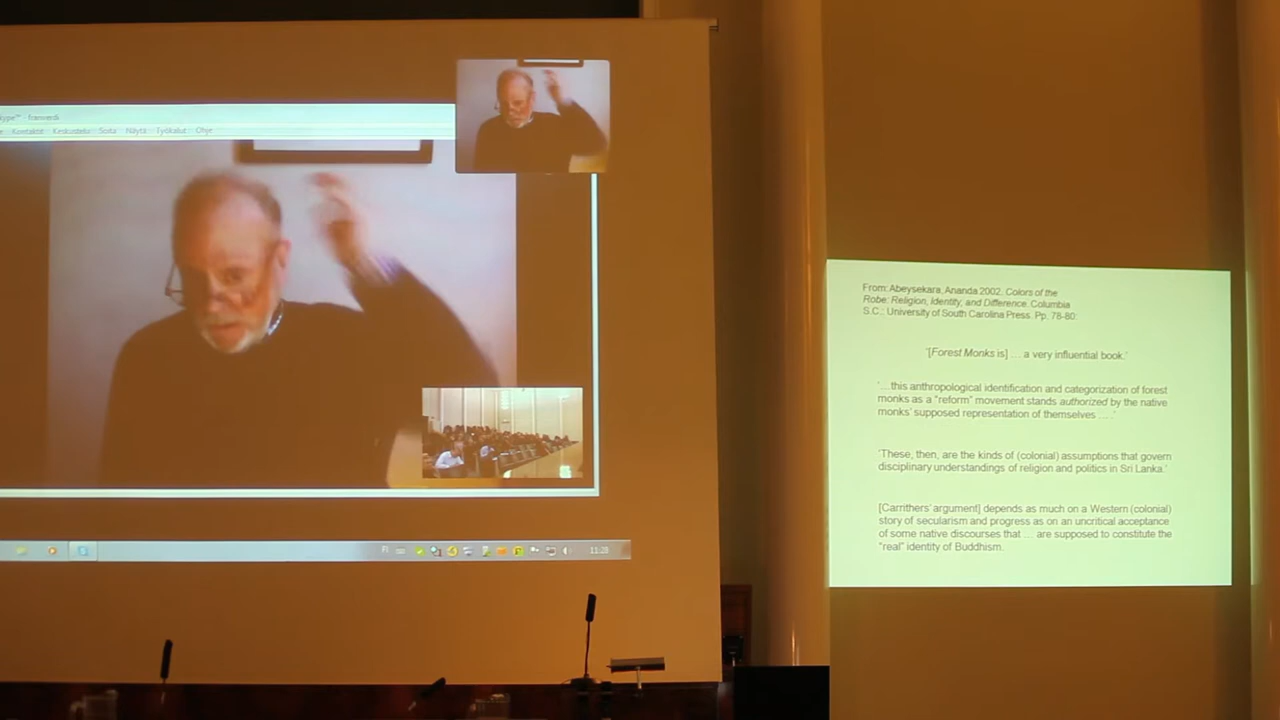 - franverdi
Kontaktit Keskustelu Soita Näytä Työkalut Ohje
11:28
From: Abeysekara, Ananda 2002. Colors of the
Robe: Religion, Identity, and Difference. Columbia
S.C.: University of South Carolina Press. Pp. 78-80:
'[Forest Monks is] … a very influential book.'
'…this anthropological identification and categorization of forest
monks as a "reform" movement stands authorized by the native
monks' supposed representation of themselves … .'
'These, then, are the kinds of (colonial) assumptions that govern
disciplinary understandings of religion and politics in Sri Lanka.'
[Carrithers' argument] depends as much on a Western (colonial)
story of secularism and progress as on an uncritical acceptance
of some native discourses that … are supposed to constitute the
"real" identity of Buddhism.